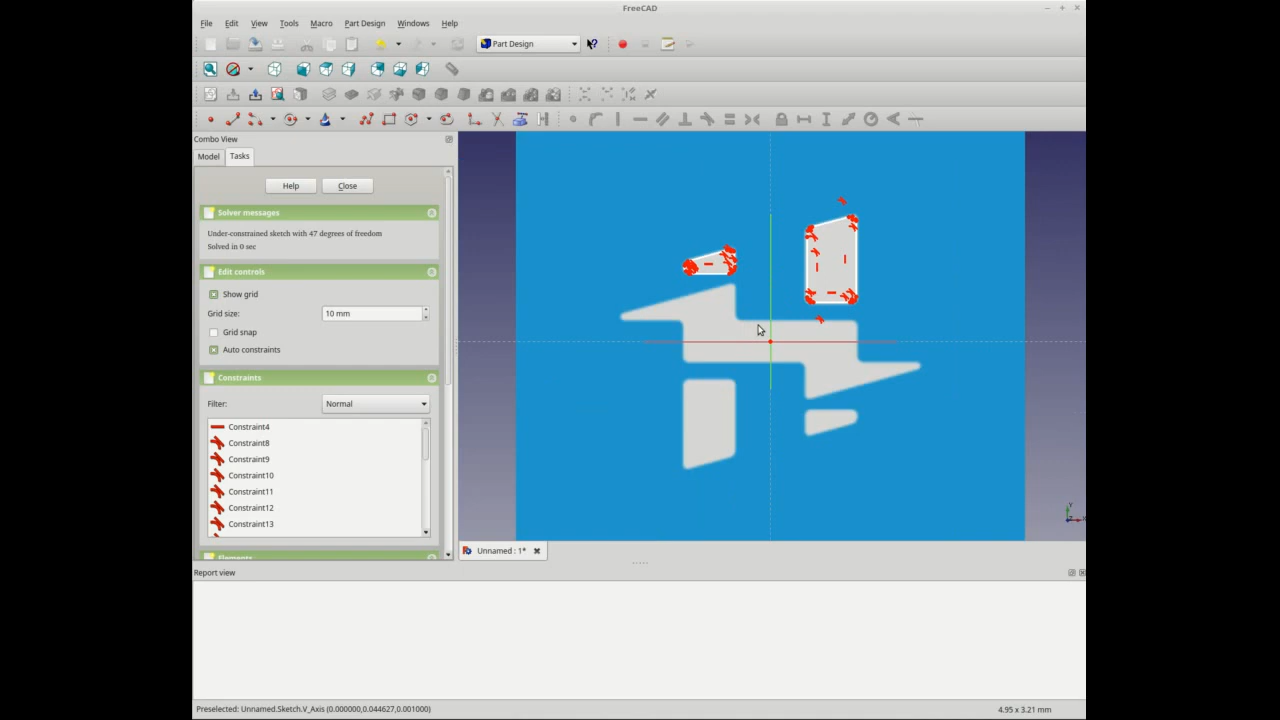 FreeCAD
File Edit View Tools Macro Part Design Windows Help
Part Design
Combo View
Model Tasks
Help Close
Solver messages
Under-constrained sketch with 47 degrees of freedom
Solved in 0 sec
Edit controls
Show grid
Grid size: 10 mm
Grid snap
Auto constraints
Constraints
Filter: Normal
Constraint4
Constraint8
Constraint9
Constraint10
Constraint11
Constraint12
Constraint13
Elements
Y
Unnamed : 1*
Report view
Preselected: Unnamed.Sketch.V_Axis (0.000000,0.044627,0.001000) 4.95 x 3.21 mm